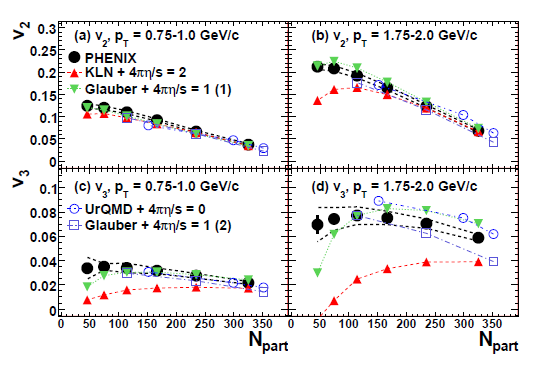 v2
0.3
0.25
0.2
0.15
0.1
0.05
0
(a) v2, pT = 0.75-1.0 GeV/c
PHENIX
KLN + 4πη/s = 2
Glauber + 4πη/s = 1 (1)
(b) v2, pT = 1.75-2.0 GeV/c
v3
0.1
0.08
0.06
0.04
0.02
0
(c) v3, pT = 0.75-1.0 GeV/c
UrQMD + 4πη/s = 0
Glauber + 4πη/s = 1 (2)
(d) v3, pT = 1.75-2.0 GeV/c
0 50 100 150 200 250 300 350
0 50 100 150 200 250 300 350
Npart
Npart